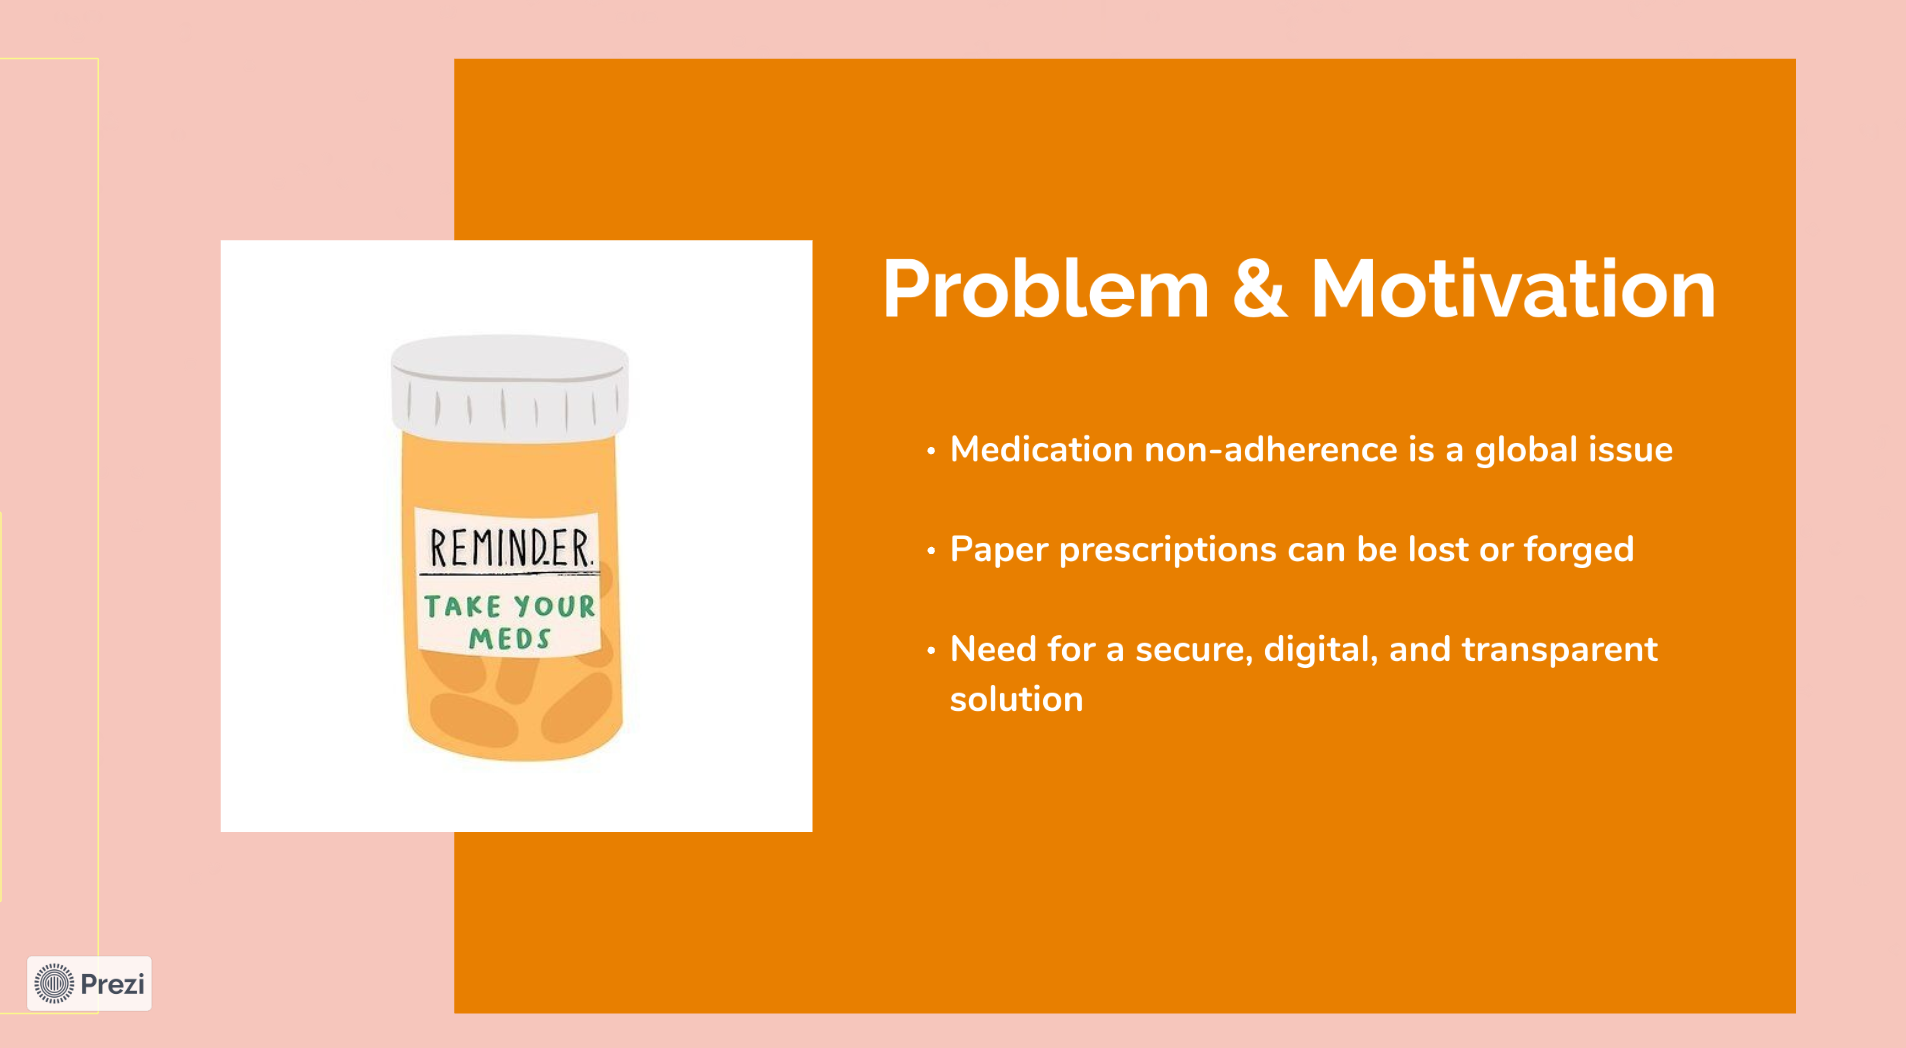 Problem & Motivation
• Medication non-adherence is a global issue
• Paper prescriptions can be lost or forged
• Need for a secure, digital, and transparent
solution
REMINDER.
TAKE YOUR
MEDS
Prezi